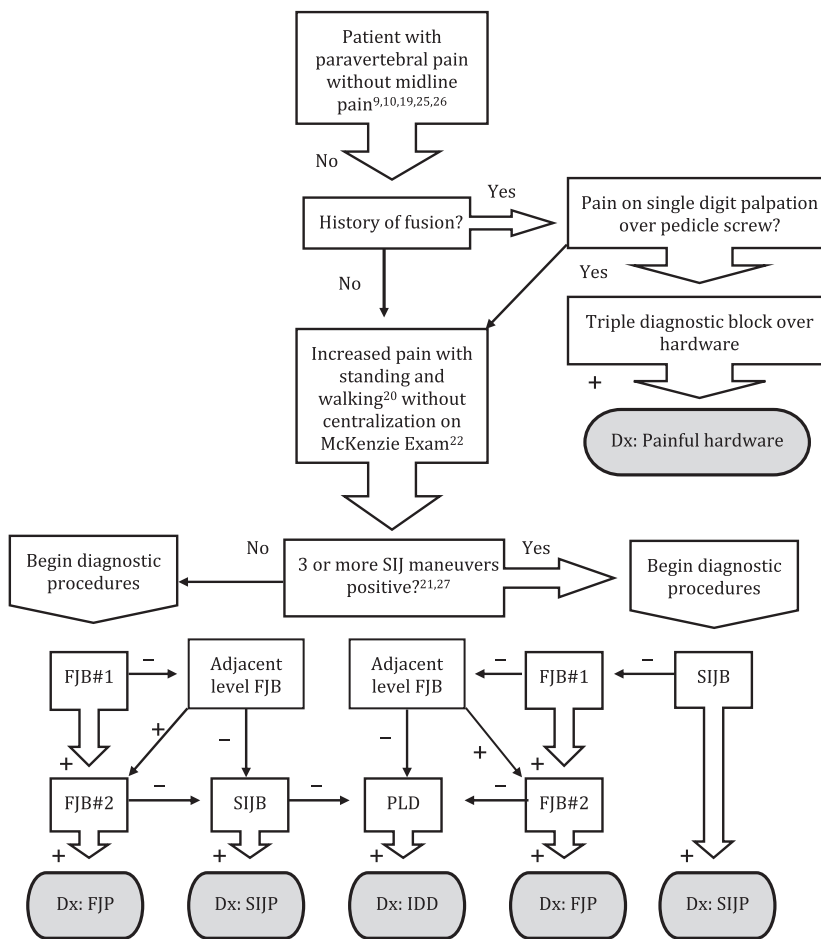 Patient with
paravertebral pain
without midline
pain9,10,19,25,26
No
History of fusion?
Yes
Pain on single digit palpation
over pedicle screw?
No
Yes
Triple diagnostic block over
hardware
+
Dx: Painful hardware
Increased pain with
standing and
walking20 without
centralization on
McKenzie Exam22
No
3 or more SIJ maneuvers
positive?21,27
Yes
Begin diagnostic
procedures
Begin diagnostic
procedures
FJB#1
–
Adjacent
level FJB
Adjacent
level FJB
–
FJB#1
–
SIJB
+
+
–
–
+
+
FJB#2
–
SIJB
–
PLD
–
FJB#2
+
+
+
+
+
Dx: FJP
Dx: SIJP
Dx: IDD
Dx: FJP
Dx: SIJP